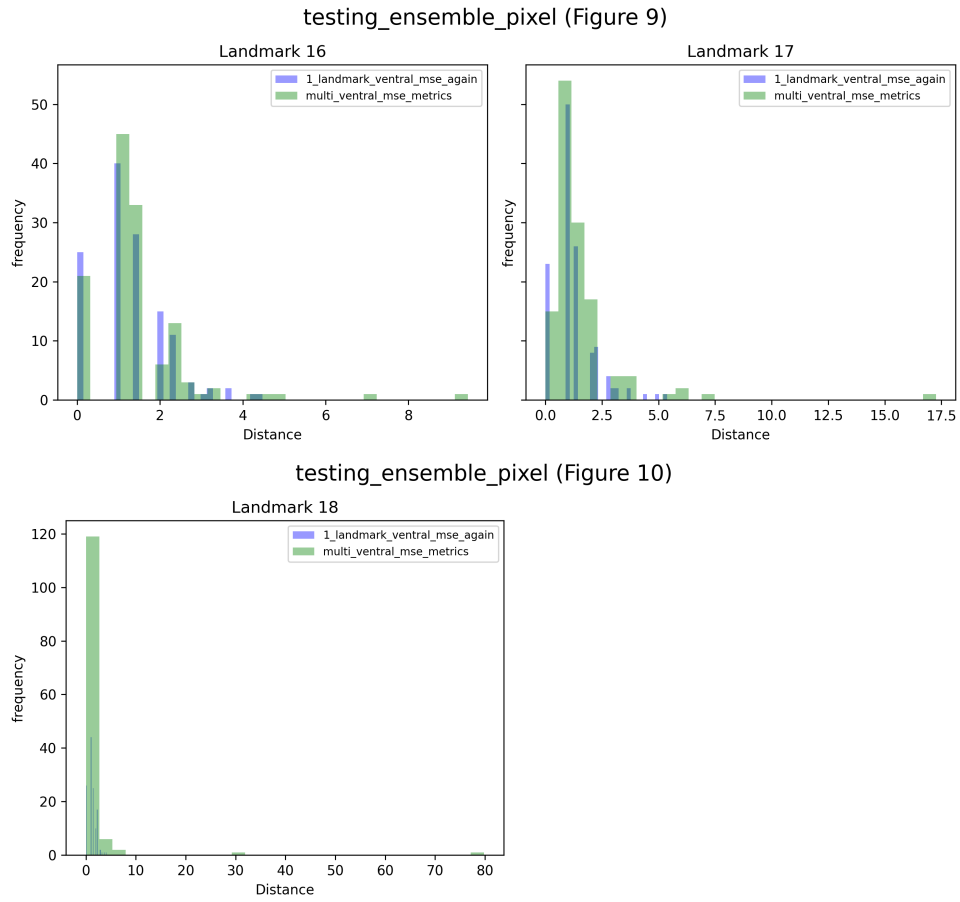 testing_ensemble_pixel (Figure 9)
Landmark 16
1_landmark_ventral_mse_again
multi_ventral_mse_metrics
frequency
50
40
30
20
10
0
0 2 4 6 8
Distance
Landmark 17
1_landmark_ventral_mse_again
multi_ventral_mse_metrics
frequency
0.0 2.5 5.0 7.5 10.0 12.5 15.0 17.5
Distance
testing_ensemble_pixel (Figure 10)
Landmark 18
1_landmark_ventral_mse_again
multi_ventral_mse_metrics
frequency
120
100
80
60
40
20
0
0 10 20 30 40 50 60 70 80
Distance